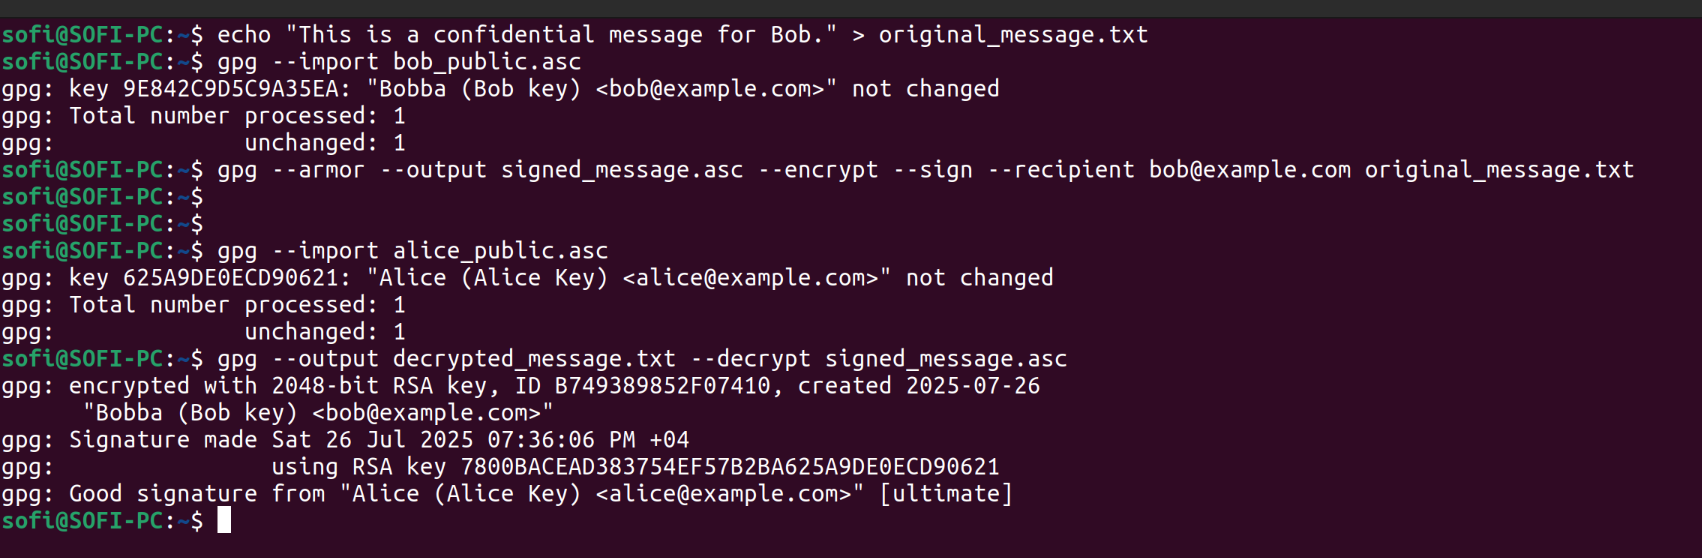 sofi@SOFI-PC:~$ echo "This is a confidential message for Bob." > original_message.txt
sofi@SOFI-PC:~$ gpg --import bob_public.asc
gpg: key 9E842C9D5C9A35EA: "Bobba (Bob key) <bob@example.com>" not changed
gpg: Total number processed: 1
gpg:              unchanged: 1
sofi@SOFI-PC:~$ gpg --armor --output signed_message.asc --encrypt --sign --recipient bob@example.com original_message.txt
sofi@SOFI-PC:~$
sofi@SOFI-PC:~$
sofi@SOFI-PC:~$ gpg --import alice_public.asc
gpg: key 625A9DE0ECD90621: "Alice (Alice Key) <alice@example.com>" not changed
gpg: Total number processed: 1
gpg:              unchanged: 1
sofi@SOFI-PC:~$ gpg --output decrypted_message.txt --decrypt signed_message.asc
gpg: encrypted with 2048-bit RSA key, ID B749389852F07410, created 2025-07-26
      "Bobba (Bob key) <bob@example.com>"
gpg: Signature made Sat 26 Jul 2025 07:36:06 PM +04
gpg:                using RSA key 7800BACEAD383754EF57B2BA625A9DE0ECD90621
gpg: Good signature from "Alice (Alice Key) <alice@example.com>" [ultimate]
sofi@SOFI-PC:~$